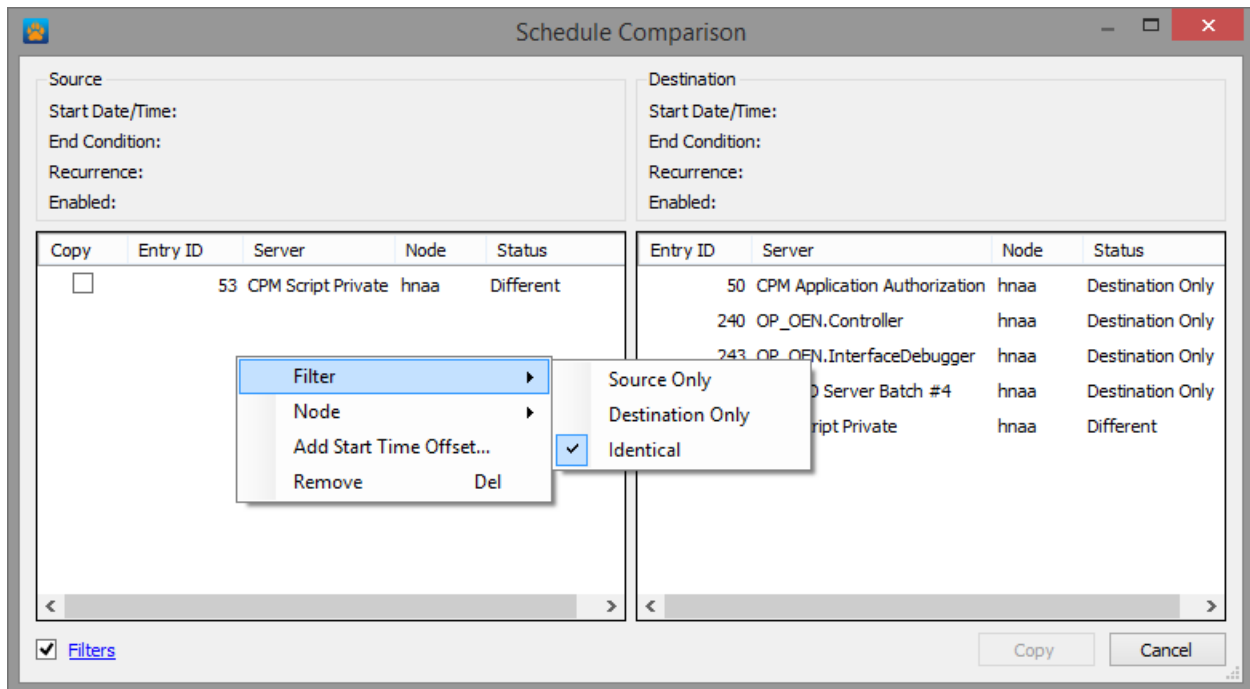 Schedule Comparison
Source
Start Date/Time:
End Condition:
Recurrence:
Enabled:
Destination
Start Date/Time:
End Condition:
Recurrence:
Enabled:
Copy Entry ID Server Node Status
53 CPM Script Private hnaa Different
Entry ID Server Node Status
50 CPM Application Authorization hnaa Destination Only
240 OP_OEN.Controller hnaa Destination Only
243 OP_OEN.InterfaceDebugger hnaa Destination Only
Server Batch #4 hnaa Destination Only
Private hnaa Different
Filter
Node
Add Start Time Offset...
Remove Del
Source Only
Destination Only
Identical
Filters
Copy Cancel